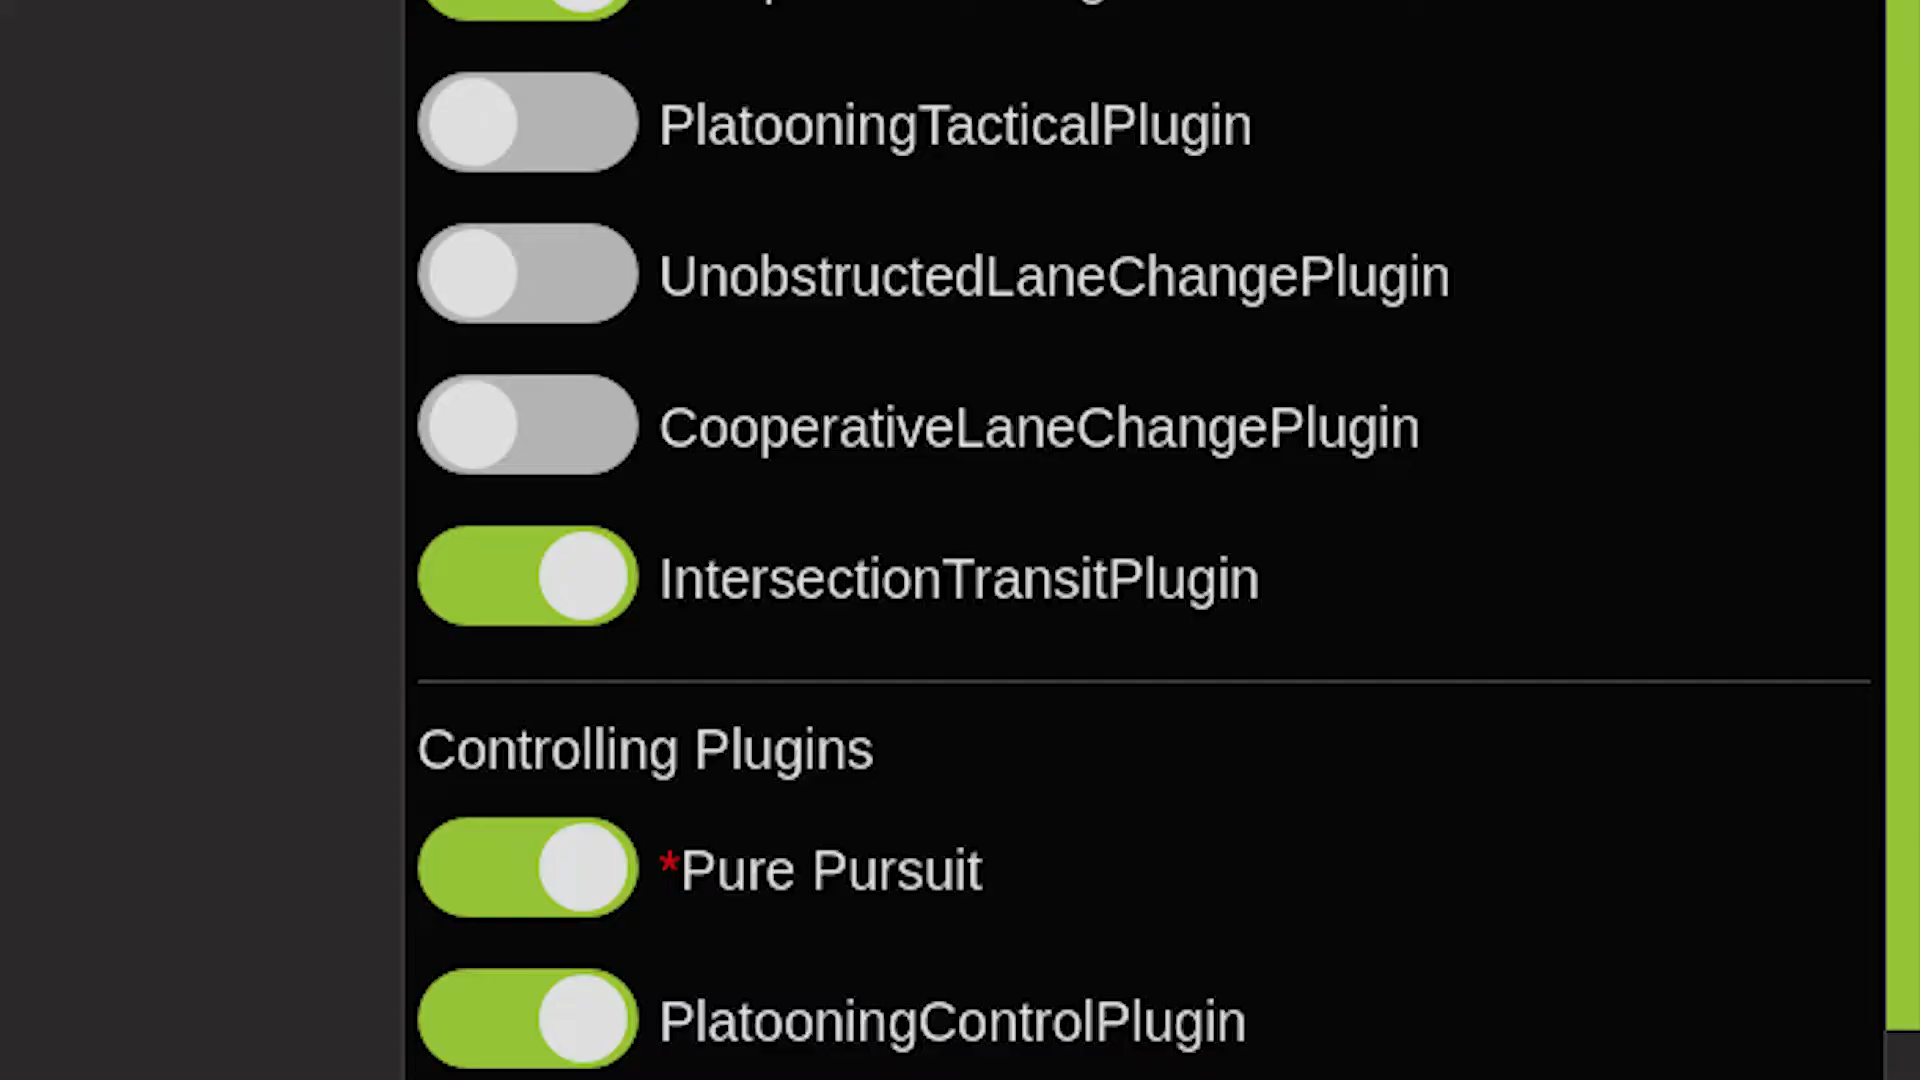 PlatooningTacticalPlugin
UnobstructedLaneChangePlugin
CooperativeLaneChangePlugin
IntersectionTransitPlugin
Controlling Plugins
*Pure Pursuit
PlatooningControlPlugin